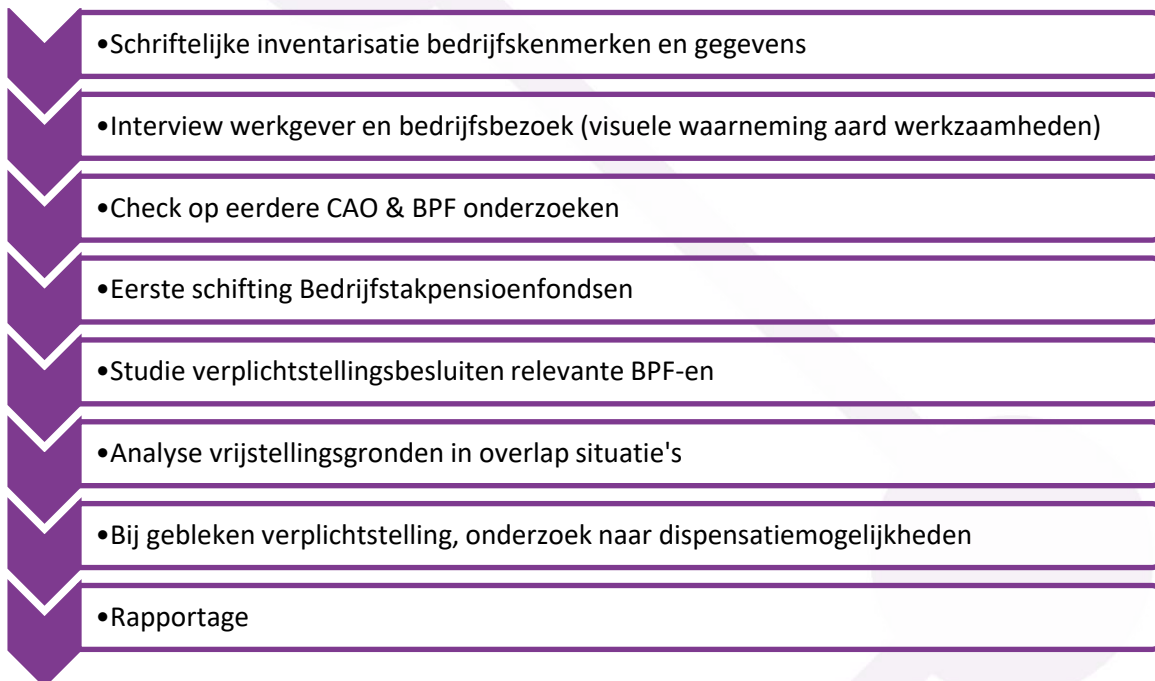 •Schriftelijke inventarisatie bedrijfskenmerken en gegevens
•Interview werkgever en bedrijfsbezoek (visuele waarneming aard werkzaamheden)
•Check op eerdere CAO & BPF onderzoeken
•Eerste schifting Bedrijfstakpensioenfondsen
•Studie verplichtstellingsbesluiten relevante BPF-en
•Analyse vrijstellingsgronden in overlap situatie's
•Bij gebleken verplichtstelling, onderzoek naar dispensatiemogelijkheden
•Rapportage